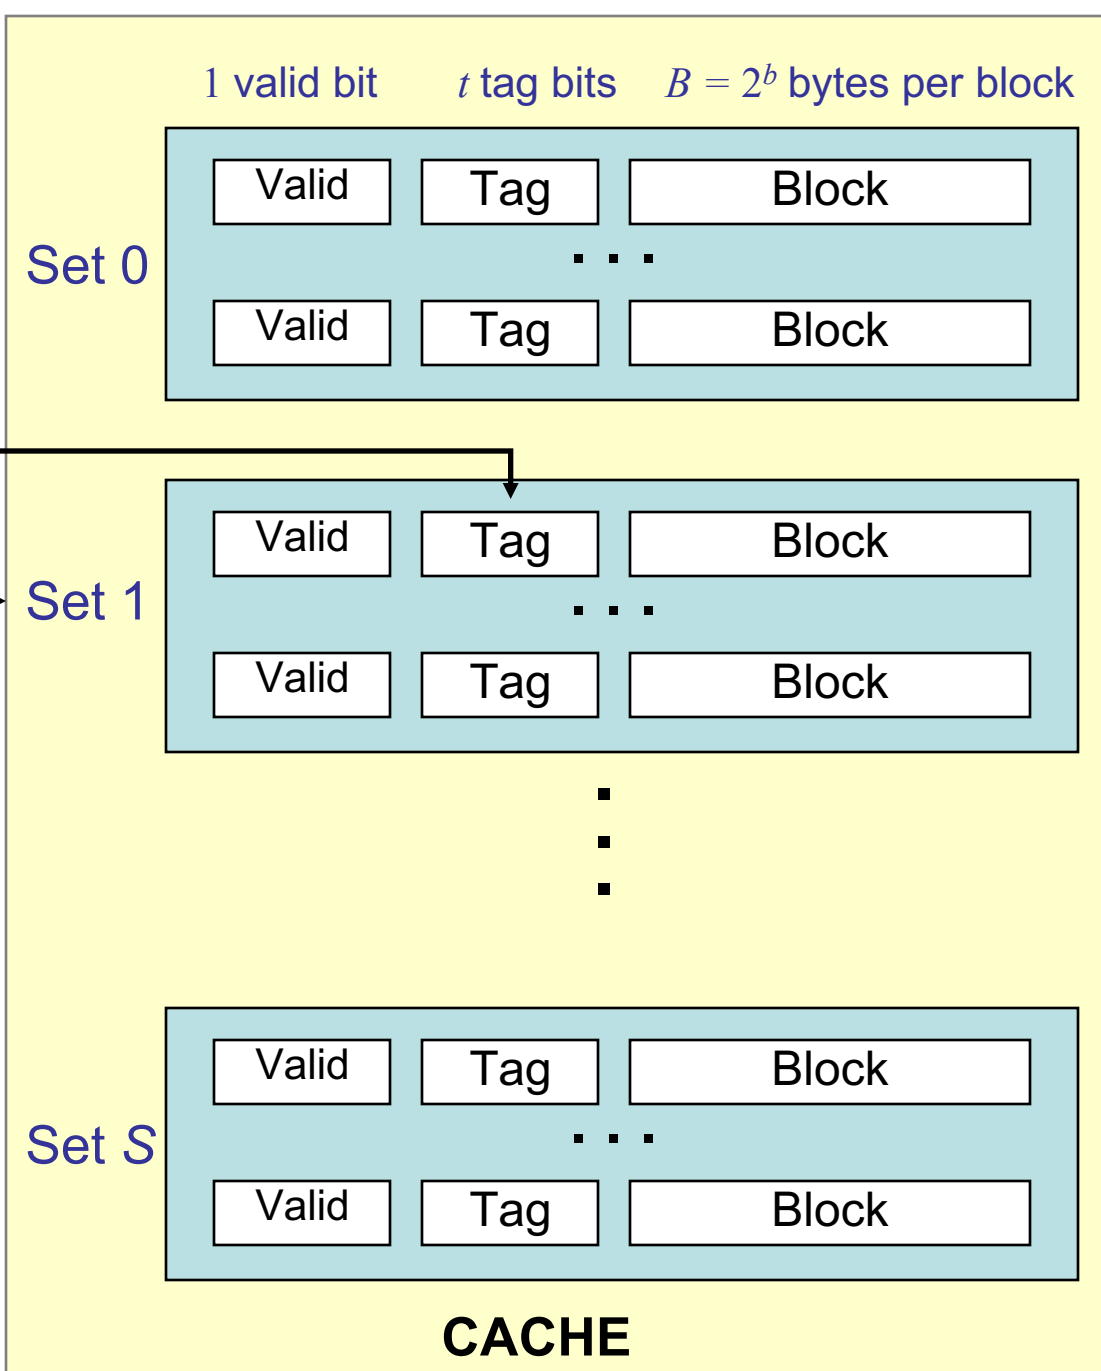 1 valid bit t tag bits B = 2^b bytes per block
Valid Tag Block
Set 0
. . .
Valid Tag Block
Valid Tag Block
Set 1
. . .
Valid Tag Block
.
.
.
Valid Tag Block
Set S
. . .
Valid Tag Block
CACHE